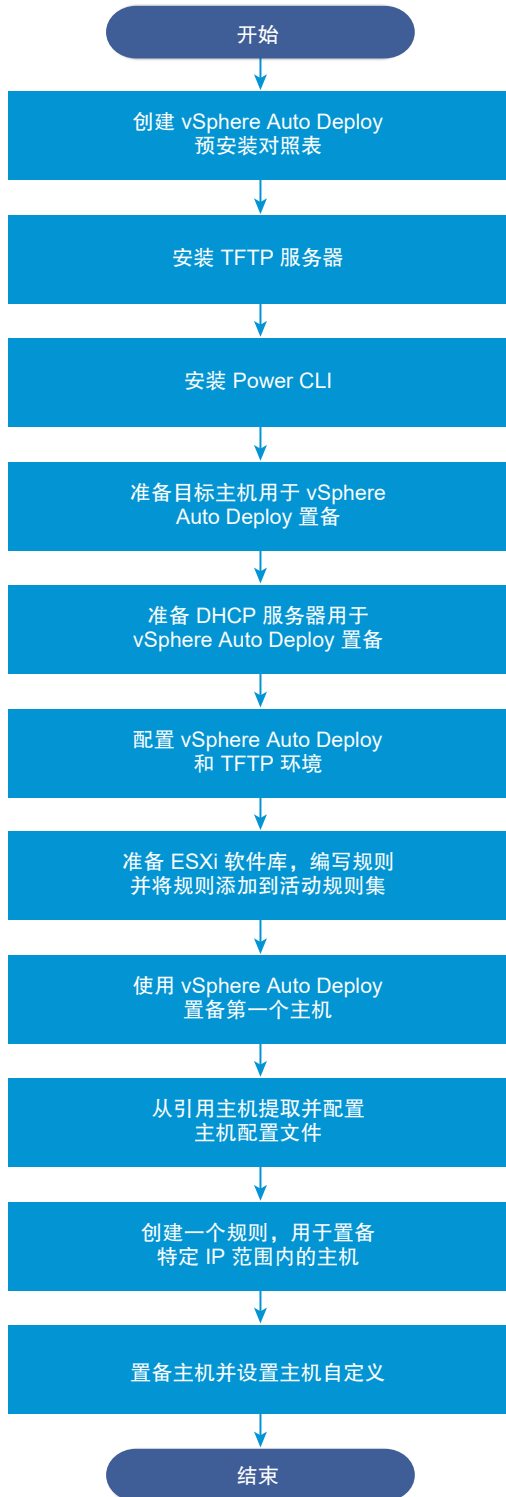 开始
创建 vSphere Auto Deploy
预安装对照表
安装 TFTP 服务器
安装 Power CLI
准备目标主机用于 vSphere
Auto Deploy 置备
准备 DHCP 服务器用于
vSphere Auto Deploy 置备
配置 vSphere Auto Deploy
和 TFTP 环境
准备 ESXi 软件库，编写规则
并将规则添加到活动规则集
使用 vSphere Auto Deploy
置备第一个主机
从引用主机提取并配置
主机配置文件
创建一个规则，用于置备
特定 IP 范围内的主机
置备主机并设置主机自定义
结束